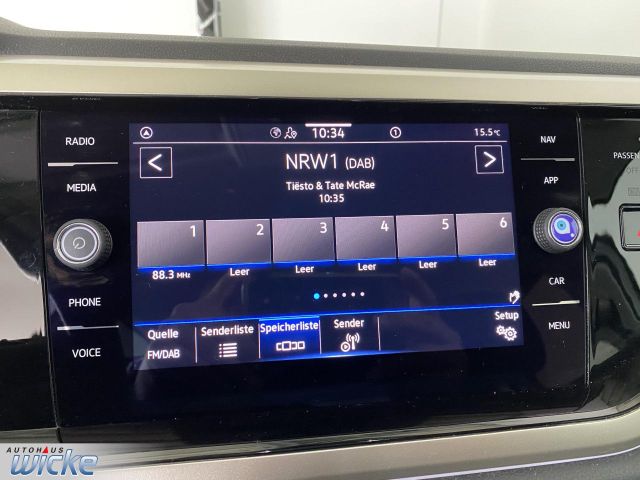 RADIO
MEDIA
PHONE
VOICE
10:34
1
15.5°C
NRW1 (DAB)
Tiësto & Tate McRae
10:35
1 2 3 4 5 6
88.3 MHz Leer Leer Leer Leer Leer
Quelle
FM/DAB
Senderliste
Speicherliste
Sender
Setup
NAV
APP
CAR
MENU
PASSEN
OFF
AUTOHAUS
WICKE